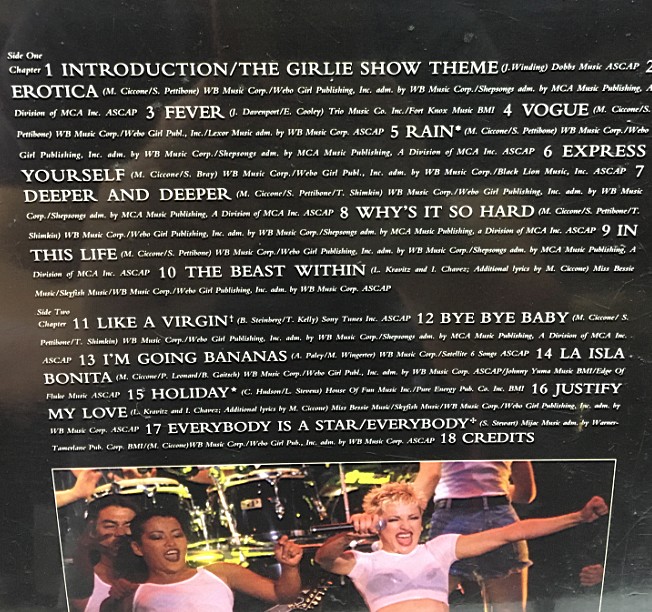 Side One
Chapter 1 INTRODUCTION/THE GIRLIE SHOW THEME (J.Winding) Dobbs Music ASCAP 2
EROTICA (M. Ciccone/S. Pettibone) WB Music Corp./Webo Girl Publishing, Inc. adm. by WB Music Corp./Shepsongs adm. by MCA Music Publishing, A
Division of MCA Inc. ASCAP 3 FEVER (J. Davenport/E. Cooley) Trio Music Co. Inc./Fort Knox Music BMI 4 VOGUE (M. Ciccone/S.
Pettibone) WB Music Corp./Webo Girl Publ., Inc./Lexor Music adm. by WB Music Corp. ASCAP 5 RAIN* (M. Ciccone/S. Pettibone) WB Music Corp./Webo
Girl Publishing, Inc. adm. by WB Music Corp./Shepsongs adm. by MCA Music Publishing, A Division of MCA Inc. ASCAP 6 EXPRESS
YOURSELF (M. Ciccone/S. Bray) WB Music Corp./Webo Girl Publ., Inc. adm. by WB Music Corp./Black Lion Music, Inc. ASCAP 7
DEEPER AND DEEPER (M. Ciccone/S. Pettibone/T. Shimkin) WB Music Corp./Webo Girl Publishing, Inc. adm. by WB Music
Corp./Shepsongs adm. by MCA Music Publishing, A Division of MCA Inc. ASCAP 8 WHY'S IT SO HARD (M. Ciccone/S. Pettibone/T.
Shimkin) WB Music Corp./Webo Girl Publishing, Inc. adm. by WB Music Corp./Shepsongs adm. by MCA Music Publishing, a Division of MCA Inc. ASCAP 9 IN
THIS LIFE (M. Ciccone/S. Pettibone) WB Music Corp./Webo Girl Publishing, Inc. adm. by WB Music Corp./Shepsongs adm. by MCA Music Publishing, A
Division of MCA Inc. ASCAP 10 THE BEAST WITHIN (L. Kravitz and I. Chavez; Additional lyrics by M. Ciccone) Miss Bessie
Music/Skyfish Music/WB Music Corp./Webo Girl Publishing, Inc. adm. by WB Music Corp. ASCAP
Side Two
Chapter 11 LIKE A VIRGIN† (B. Steinberg/T. Kelly) Sony Tunes Inc. ASCAP 12 BYE BYE BABY (M. Ciccone/ S.
Pettibone/T. Shimkin) WB Music Corp./Webo Girl Publishing, Inc. adm. by WB Music Corp./Shepsongs adm. by MCA Music Publishing, A Division of MCA Inc.
ASCAP 13 I'M GOING BANANAS (A. Paley/M. Wingerter) WB Music Corp./Satellite 6 Songs ASCAP 14 LA ISLA
BONITA (M. Ciccone/P. Leonard/B. Gaitsch) WB Music Corp./Webo Girl Publ., Inc. adm. by WB Music Corp. ASCAP/Johnny Yuma Music BMI/Edge Of
Fluke Music ASCAP 15 HOLIDAY* (C. Hudson/L. Stevens) House Of Fun Music Inc./Pure Energy Pub. Co. Inc. BMI 16 JUSTIFY
MY LOVE (L. Kravitz and I. Chavez; Additional lyrics by M. Ciccone) Miss Bessie Music/Skyfish Music/WB Music Corp./Webo Girl Publishing, Inc. adm. by
WB Music Corp. ASCAP 17 EVERYBODY IS A STAR/EVERYBODY‡ (S. Stewart) Mijac Music adm. by Warner-
Tamerlane Pub. Corp. BMI/(M. Ciccone)WB Music Corp./Webo Girl Pub., Inc. adm. by WB Music Corp. ASCAP 18 CREDITS